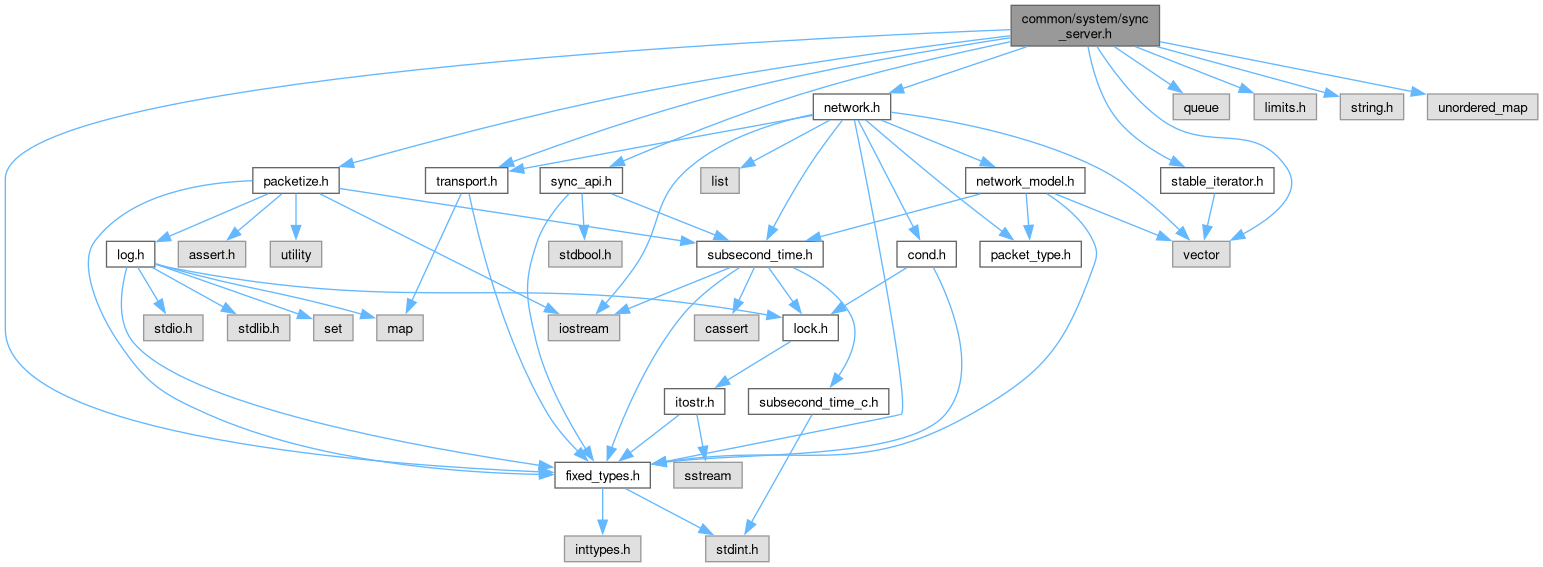 common/system/sync
_server.h
network.h
queue
limits.h
string.h
unordered_map
packetize.h
transport.h
sync_api.h
list
network_model.h
stable_iterator.h
log.h
assert.h
utility
stdbool.h
subsecond_time.h
cond.h
packet_type.h
vector
stdio.h
stdlib.h
set
map
iostream
cassert
lock.h
itostr.h
subsecond_time_c.h
fixed_types.h
sstream
inttypes.h
stdint.h